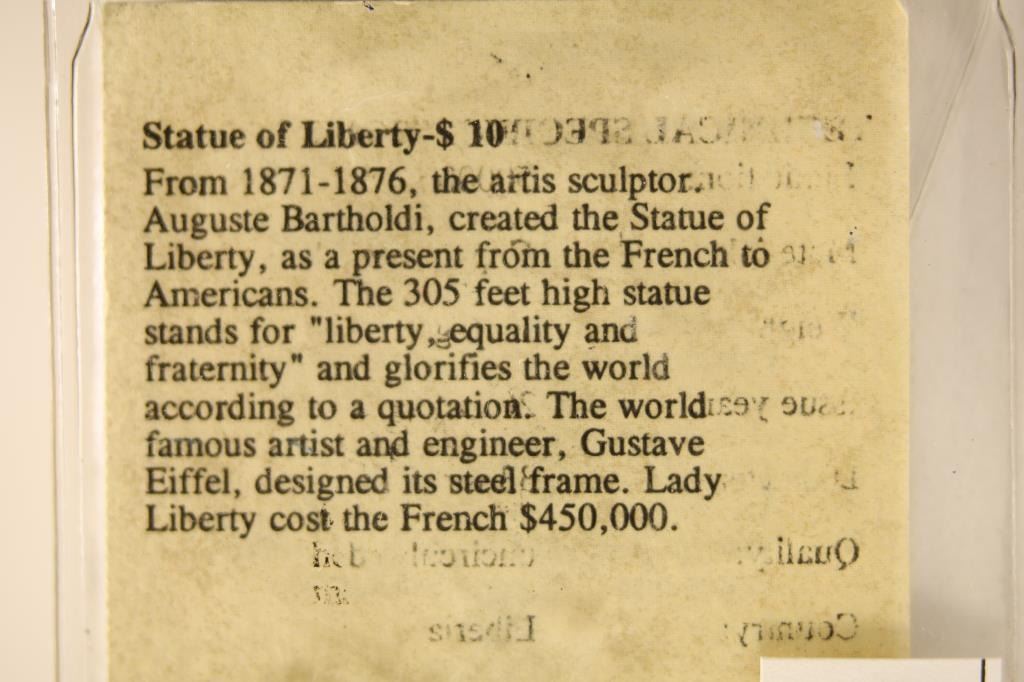 Statue of Liberty-$ 10
From 1871-1876, the artis sculptor.
Auguste Bartholdi, created the Statue of
Liberty, as a present from the French to
Americans. The 305 feet high statue
stands for "liberty, equality and
fraternity" and glorifies the world
according to a quotation. The world
famous artist and engineer, Gustave
Eiffel, designed its steel frame. Lady
Liberty cost the French $450,000.
Quality:
Country: Liberia